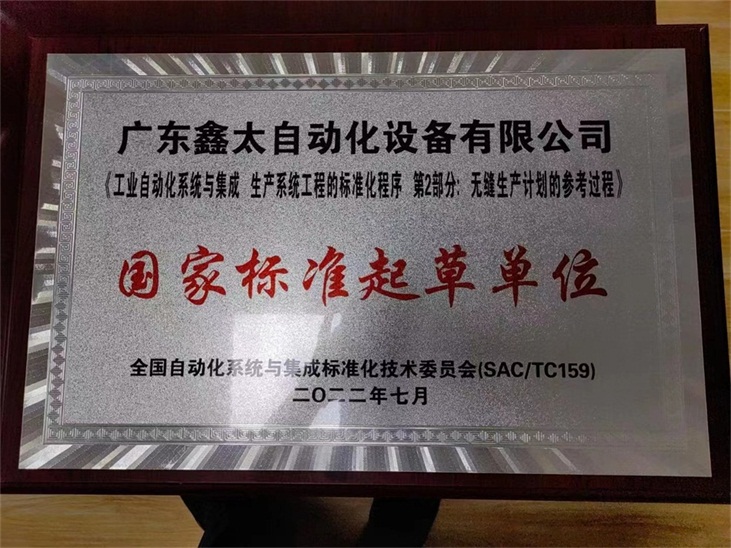 广东鑫太自动化设备有限公司
《工业自动化系统与集成 生产系统工程的标准化程序 第2部分：无缝生产计划的参考过程》
国家标准起草单位
全国自动化系统与集成标准化技术委员会(SAC/TC159)
二〇二二年七月